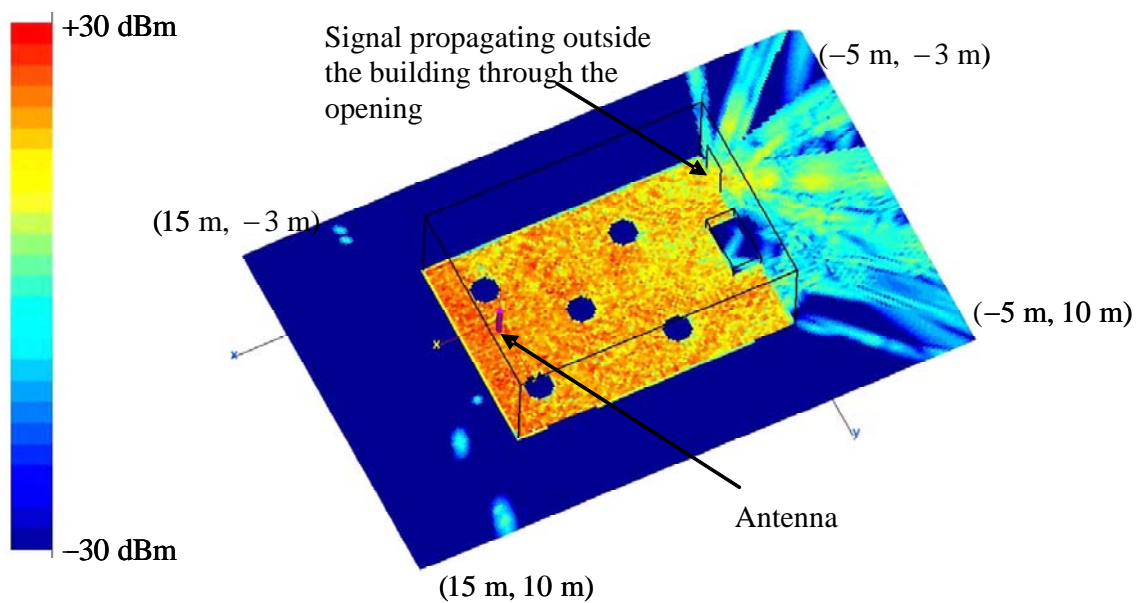 +30 dBm
Signal propagating outside
the building through the
opening
(−5 m, −3 m)
(15 m, −3 m)
x
x
(−5 m, 10 m)
y
Antenna
−30 dBm
(15 m, 10 m)